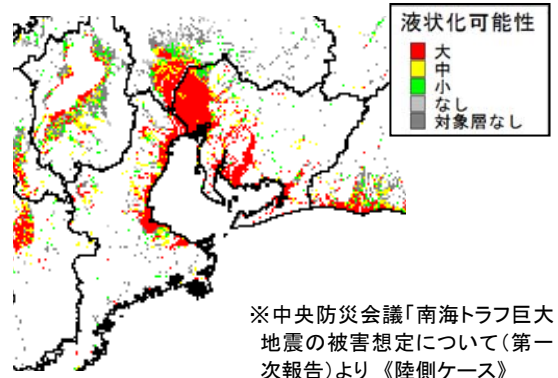 液状化可能性
大
中
小
なし
対象層なし
※中央防災会議「南海トラフ巨大
地震の被害想定について(第一
次報告)より 《陸側ケース》